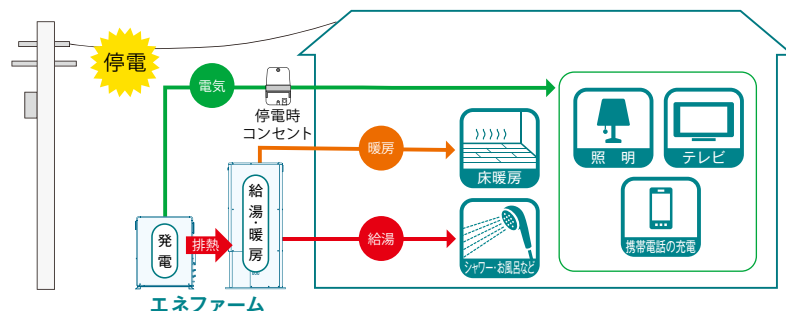 停電
電気
停電時
コンセント
暖房
給湯・暖房
発電
排熱
給湯
エネファーム
床暖房
シャワー・お風呂など
照 明
テレビ
携帯電話の充電